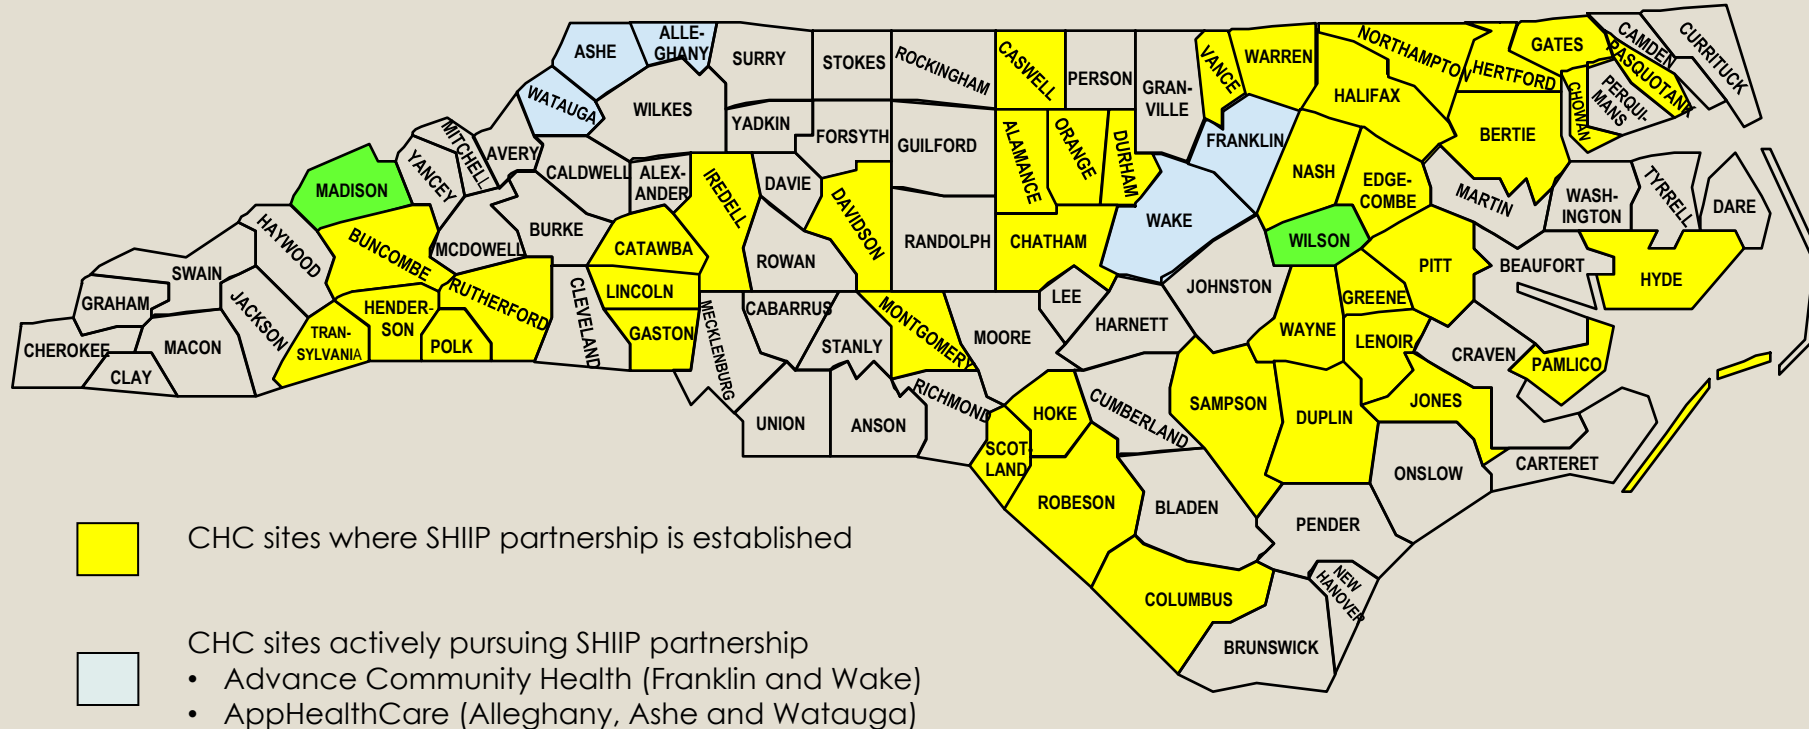 ASHE
ALLE-
GHANY
SURRY
STOKES
ROCKINGHAM
CASWELL
PERSON
GRAN-
VILLE
VANCE
WARREN
NORTHAMPTON
HERTFORD
GATES
CAMDEN
CURRITUCK
PASQUOTANK
PERQUI-
MANS
CHOWAN
WATAUGA
WILKES
YADKIN
FORSYTH
GUILFORD
ALAMANCE
ORANGE
DURHAM
FRANKLIN
HALIFAX
BERTIE
MITCHELL
AVERY
YANCEY
CALDWELL
ALEX-
ANDER
IREDELL
DAVIE
DAVIDSON
NASH
EDGE-
COMBE
MARTIN
WASH-
INGTON
TYRRELL
DARE
MADISON
HAYWOOD
BUNCOMBE
MCDOWELL
BURKE
CATAWBA
ROWAN
RANDOLPH
CHATHAM
WAKE
WILSON
PITT
BEAUFORT
HYDE
SWAIN
GRAHAM
JACKSON
HENDER-
SON
RUTHERFORD
CLEVELAND
LINCOLN
GASTON
MECKLENBURG
CABARRUS
STANLY
MONTGOMERY
MOORE
LEE
HARNETT
JOHNSTON
GREENE
WAYNE
LENOIR
CRAVEN
PAMLICO
CHEROKEE
MACON
CLAY
TRAN-
SYLVANIA
POLK
UNION
ANSON
RICHMOND
HOKE
SCOT-
LAND
CUMBERLAND
SAMPSON
DUPLIN
JONES
ONSLOW
CARTERET
ROBESON
BLADEN
PENDER
NEW
HANOVER
COLUMBUS
BRUNSWICK
CHC sites where SHIIP partnership is established
CHC sites actively pursuing SHIIP partnership
• Advance Community Health (Franklin and Wake)
• AppHealthCare (Alleghany, Ashe and Watauga)